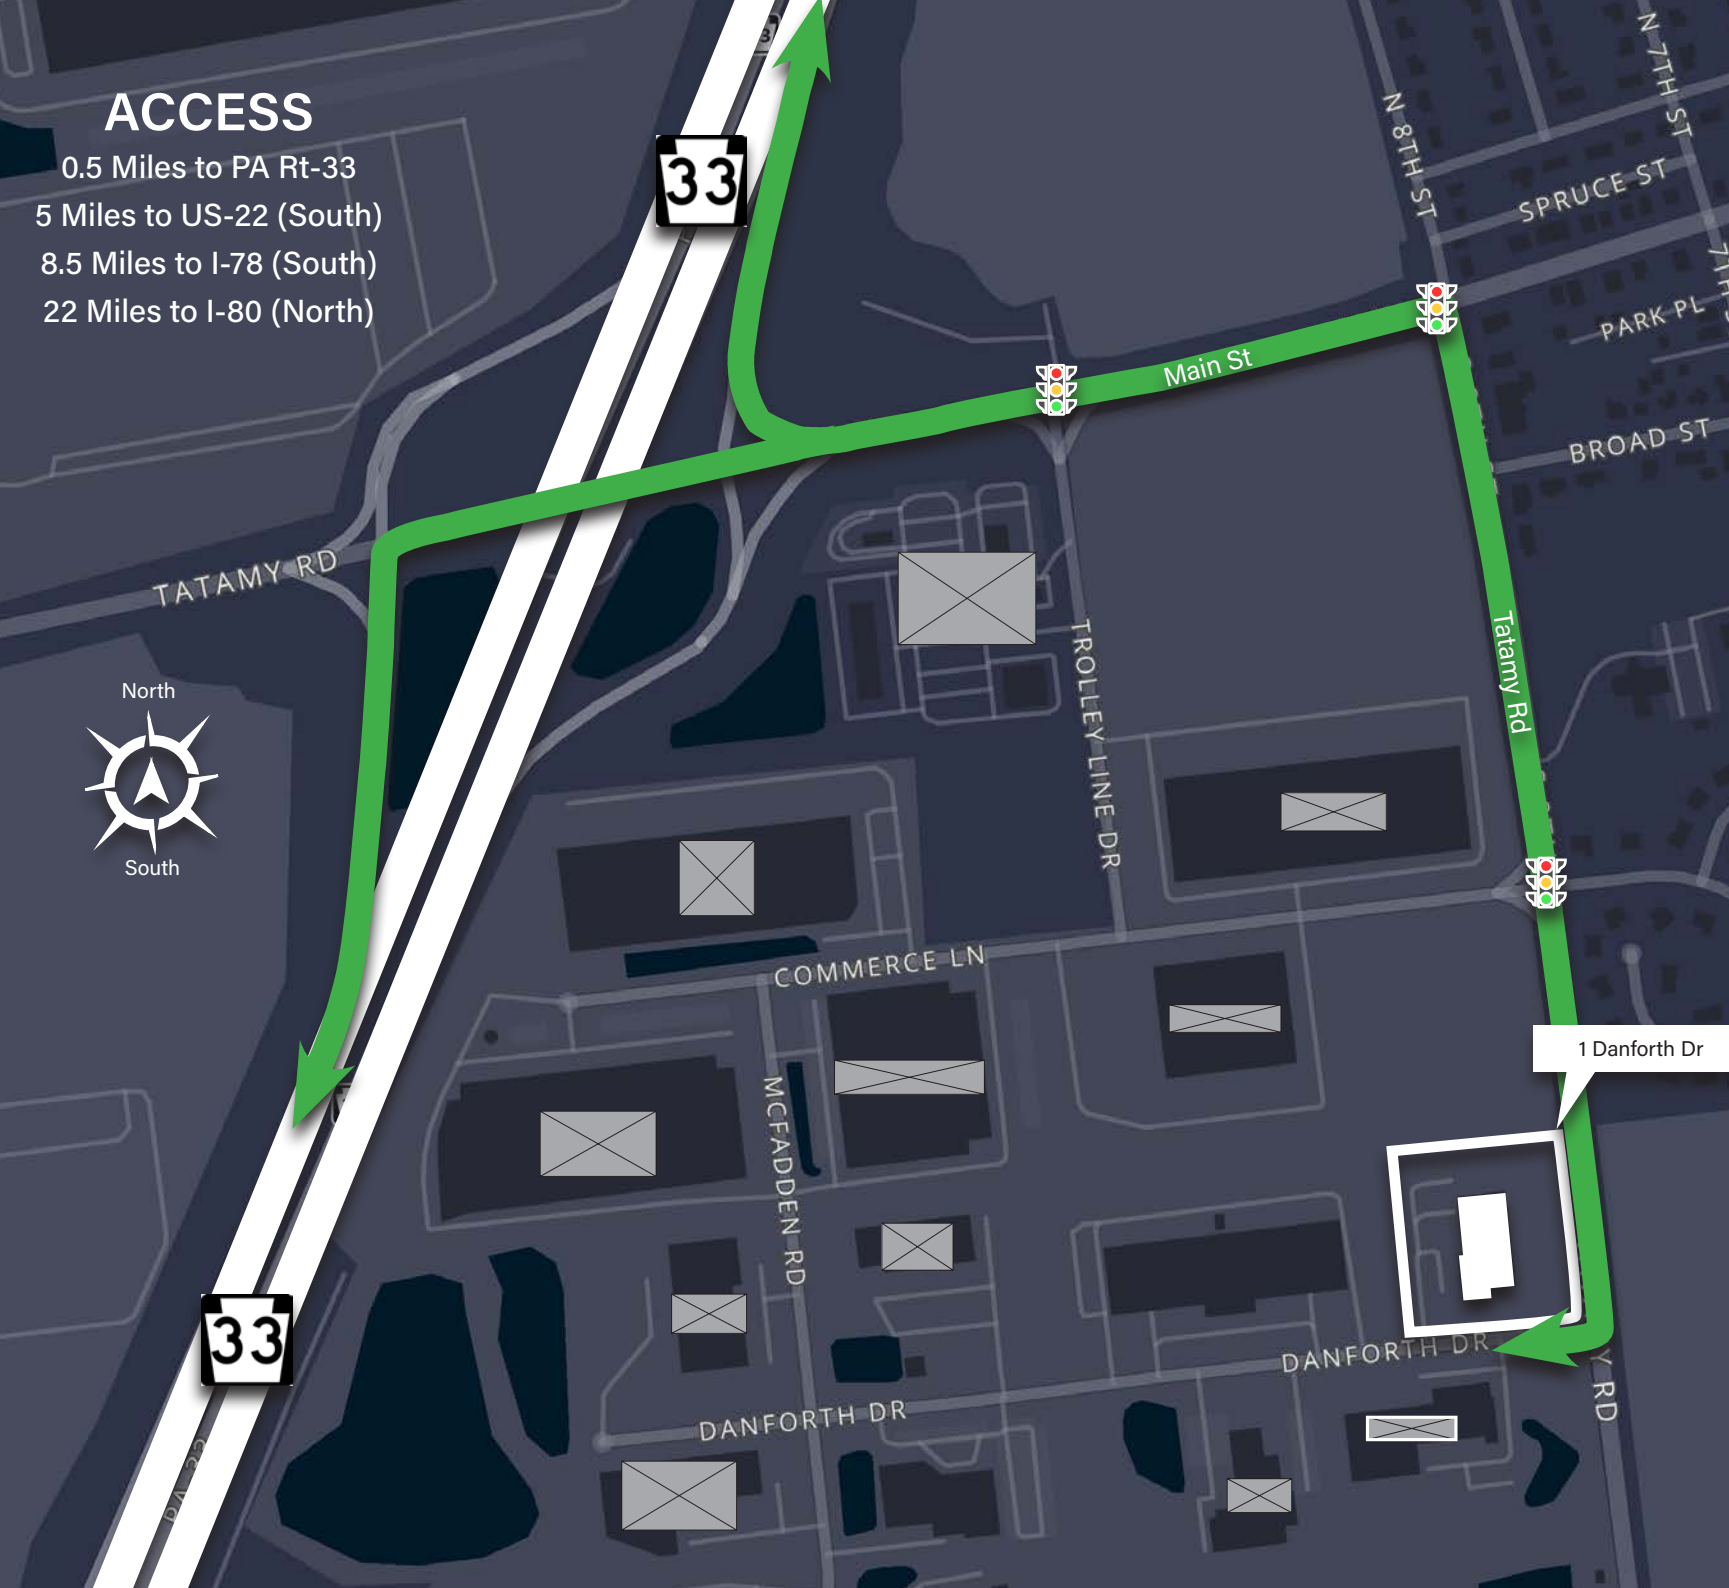 ACCESS
0.5 Miles to PA Rt-33
5 Miles to US-22 (South)
8.5 Miles to I-78 (South)
22 Miles to I-80 (North)
33
N 7TH ST
N 8TH ST
SPRUCE ST
PARK PL
Main St
BROAD ST
TATAMY RD
Tatamy Rd
TROLLEY LINE DR
North
South
COMMERCE LN
1 Danforth Dr
MCFADDEN RD
33
DANFORTH DR
DANFORTH DR
Y RD
PA 33